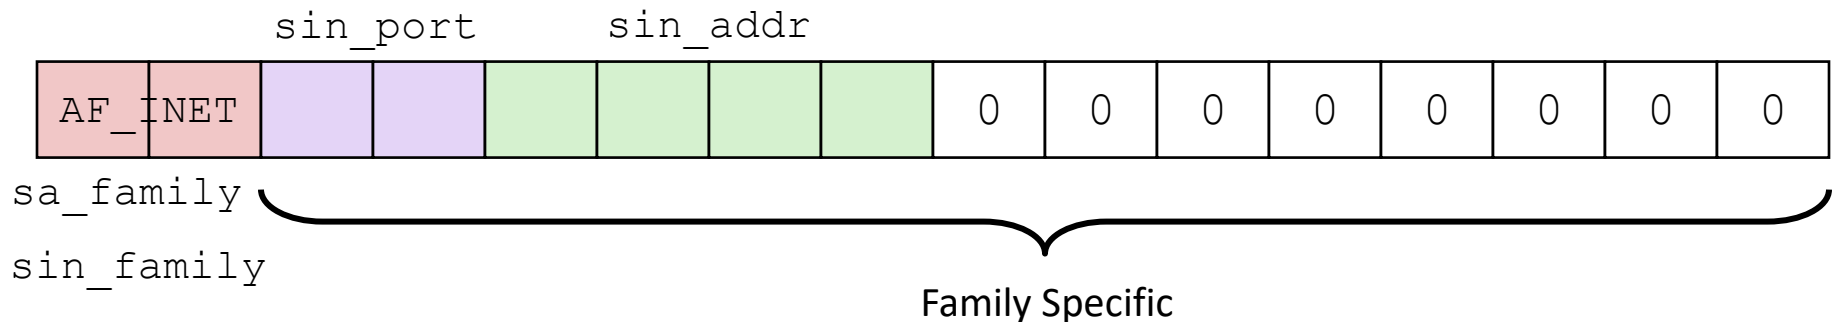 sin_port sin_addr
AF_INET 0 0 0 0 0 0 0 0
sa_family
sin_family
Family Specific